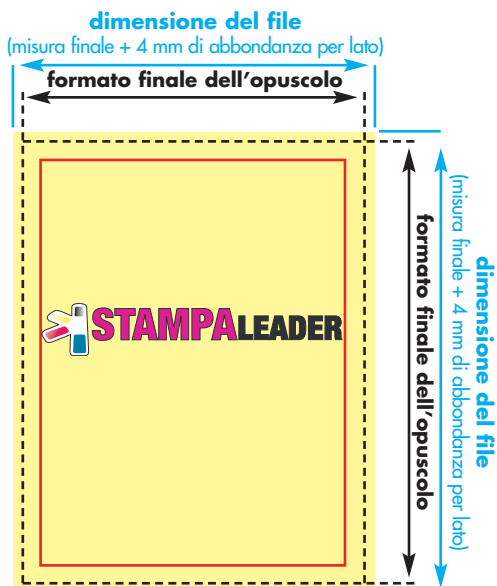 dimensione del file
(misura finale + 4 mm di abbondanza per lato)
formato finale dell'opuscolo
STAMPALEADER
formato finale dell'opuscolo
(misura finale + 4 mm di abbondanza per lato)
dimensione del file